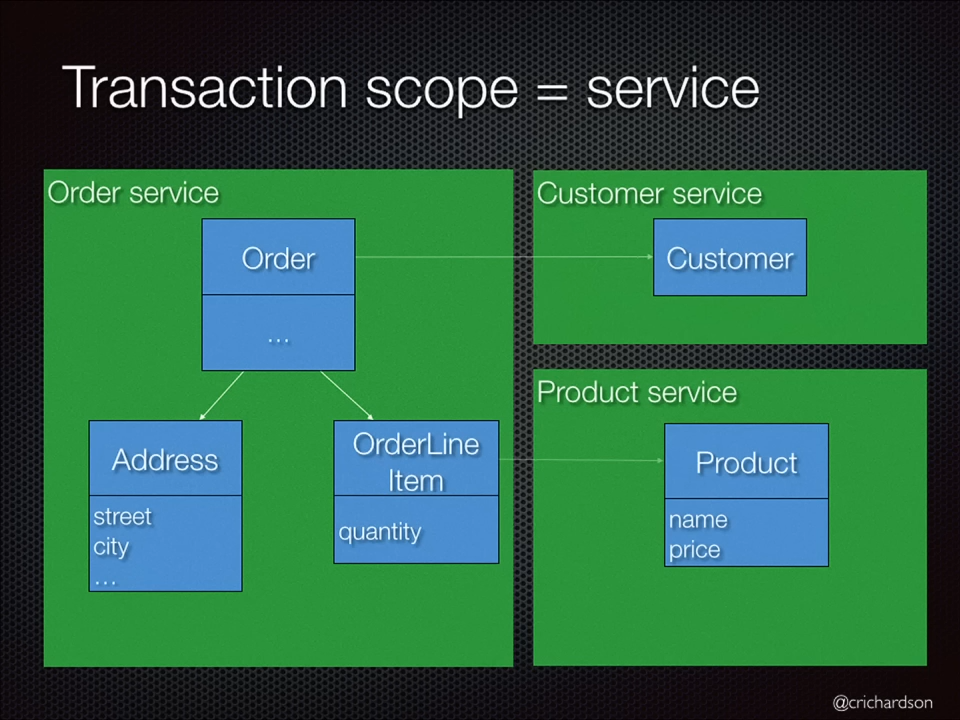 Transaction scope = service
Order service
Order
...
Address
street
city
...
OrderLine
Item
quantity
Customer service
Customer
Product service
Product
name
price
@crichardson